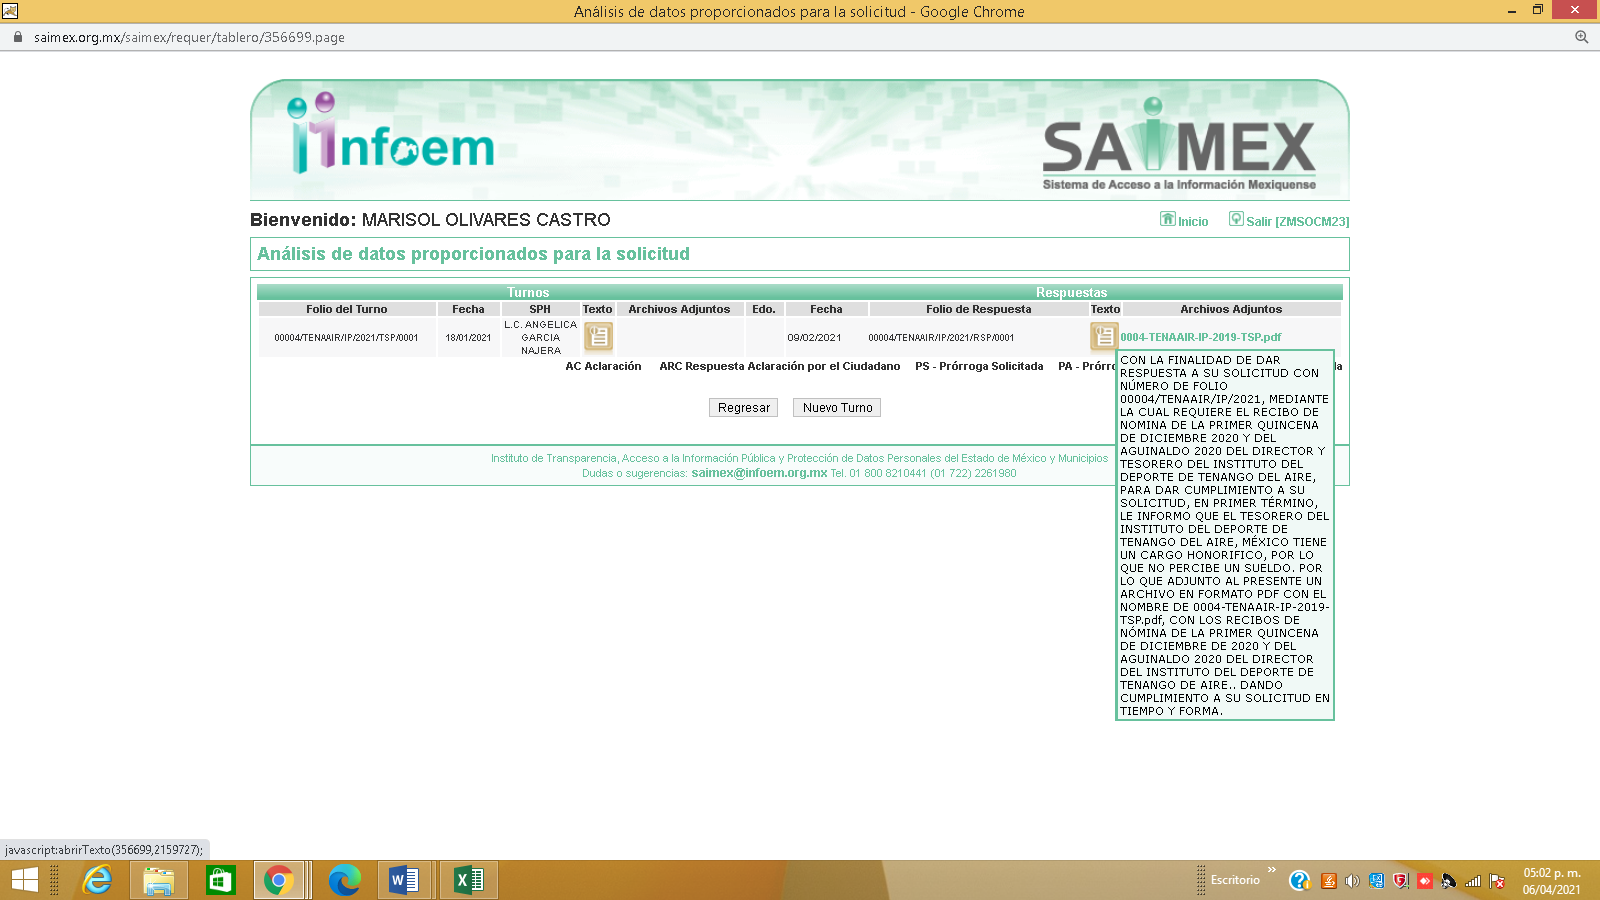 Análisis de datos proporcionados para la solicitud - Google Chrome
saimex.org.mx/saimex/requer/tablero/356699.page
infoem
SAIMEX
Sistema de Acceso a la Información Mexiquense
Bienvenido: MARISOL OLIVARES CASTRO
Inicio
Salir [ZMSOCM23]
Análisis de datos proporcionados para la solicitud
Turnos
Respuestas
Folio del Turno
Fecha
SPH
Texto
Archivos Adjuntos
Edo.
Fecha
Folio de Respuesta
Texto
Archivos Adjuntos
00004/TENAAIR/IP/2021/TSP/0001
18/01/2021
L.C. ANGELICA
GARCIA
NAJERA
09/02/2021
00004/TENAAIR/IP/2021/RSP/0001
0004-TENAAIR-IP-2019-TSP.pdf
AC Aclaración
ARC Respuesta Aclaración por el Ciudadano
PS - Prórroga Solicitada
PA - Prórro
la
CON LA FINALIDAD DE DAR
RESPUESTA A SU SOLICITUD CON
NÚMERO DE FOLIO
00004/TENAAIR/IP/2021, MEDIANTE
LA CUAL REQUIERE EL RECIBO DE
NOMINA DE LA PRIMER QUINCENA
DE DICIEMBRE 2020 Y DEL
AGUINALDO 2020 DEL DIRECTOR Y
TESORERO DEL INSTITUTO DEL
DEPORTE DE TENANGO DEL AIRE,
PARA DAR CUMPLIMIENTO A SU
SOLICITUD, EN PRIMER TÉRMINO,
LE INFORMO QUE EL TESORERO DEL
INSTITUTO DEL DEPORTE DE
TENANGO DEL AIRE, MÉXICO TIENE
UN CARGO HONORIFICO, POR LO
QUE NO PERCIBE UN SUELDO. POR
LO QUE ADJUNTO AL PRESENTE UN
ARCHIVO EN FORMATO PDF CON EL
NOMBRE DE 0004-TENAAIR-IP-2019-
TSP.pdf, CON LOS RECIBOS DE
NÓMINA DE LA PRIMER QUINCENA
DE DICIEMBRE DE 2020 Y DEL
AGUINALDO 2020 DEL DIRECTOR
DEL INSTITUTO DEL DEPORTE DE
TENANGO DE AIRE.. DANDO
CUMPLIMIENTO A SU SOLICITUD EN
TIEMPO Y FORMA.
Regresar
Nuevo Turno
Instituto de Transparencia, Acceso a la Información Pública y Protección de Datos Personales del Estado de México y Municipios
Dudas o sugerencias: saimex@infoem.org.mx Tel. 01 800 8210441 (01 722) 2261980
javascript:abrirTexto(356699,2159727);
Escritorio
05:02 p. m.
06/04/2021